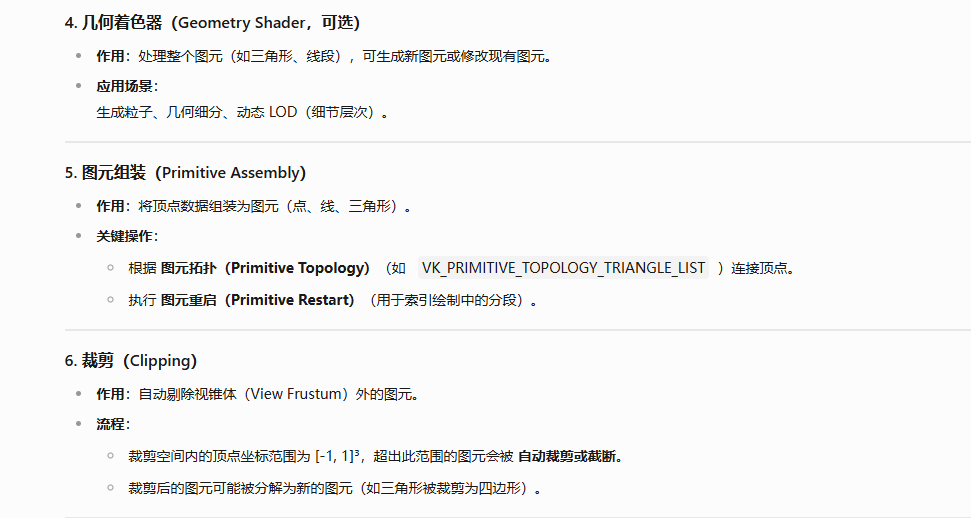 4. 几何着色器（Geometry Shader，可选）
作用：处理整个图元（如三角形、线段），可生成新图元或修改现有图元。
应用场景：
生成粒子、几何细分、动态 LOD（细节层次）。
5. 图元组装（Primitive Assembly）
作用：将顶点数据组装为图元（点、线、三角形）。
关键操作：
根据 图元拓扑（Primitive Topology）（如 VK_PRIMITIVE_TOPOLOGY_TRIANGLE_LIST ）连接顶点。
执行 图元重启（Primitive Restart）（用于索引绘制中的分段）。
6. 裁剪（Clipping）
作用：自动剔除视锥体（View Frustum）外的图元。
流程：
裁剪空间内的顶点坐标范围为 [-1, 1]³，超出此范围的图元会被 自动裁剪或截断。
裁剪后的图元可能被分解为新的图元（如三角形被裁剪为四边形）。